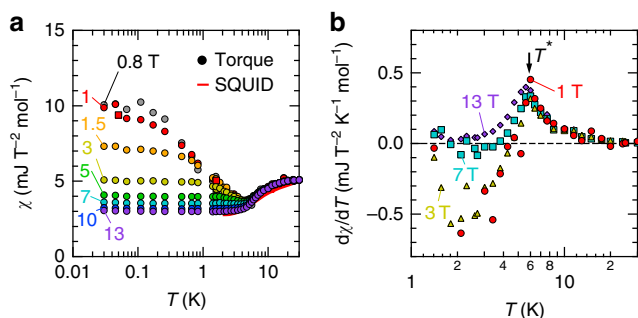 a
χ (mJ T⁻² mol⁻¹)
15
10
5
0
0.8 T
1
1.5
3
5
7
10
13
Torque
SQUID
0.01
0.1
1
10
T (K)
b
dχ/dT (mJ T⁻² K⁻¹ mol⁻¹)
0.5
0.0
−0.5
T*
13 T
1 T
7 T
3 T
1
2
4
6
8
10
2
T (K)